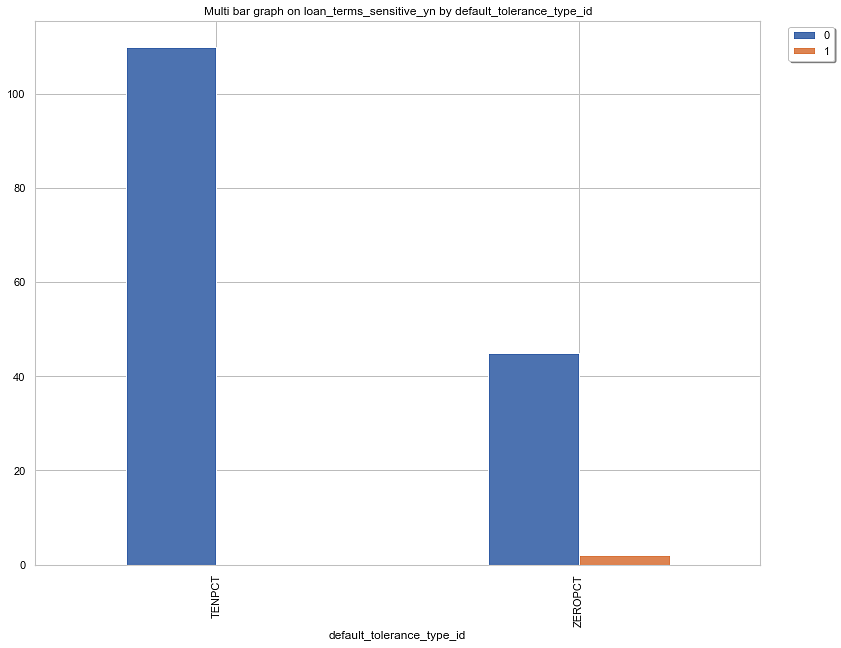 Multi bar graph on loan_terms_sensitive_yn by default_tolerance_type_id
0
1
100
80
60
40
20
0
TENPCT
ZEROPCT
default_tolerance_type_id